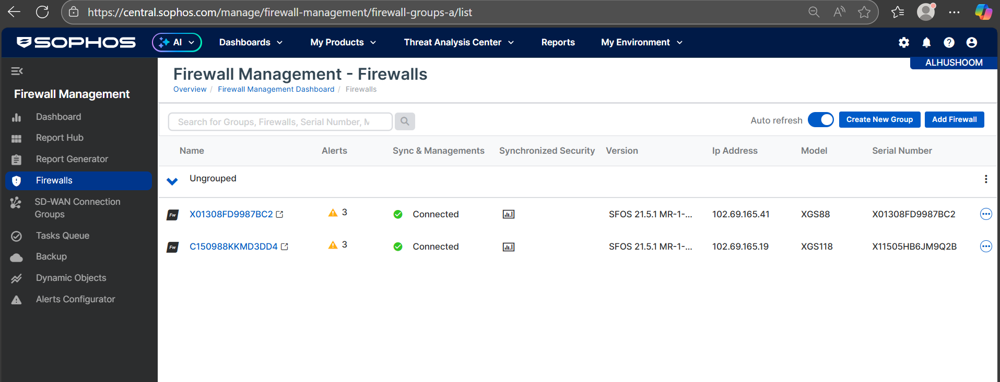 https://central.sophos.com/manage/firewall-management/firewall-groups-a/list
SOPHOS AI Dashboards My Products Threat Analysis Center Reports My Environment
ALHUSHOOM
Firewall Management
Dashboard
Report Hub
Report Generator
Firewalls
SD-WAN Connection
Groups
Tasks Queue
Backup
Dynamic Objects
Alerts Configurator
Firewall Management - Firewalls
Overview / Firewall Management Dashboard / Firewalls
Search for Groups, Firewalls, Serial Number, M
Auto refresh Create New Group Add Firewall
Name Alerts Sync & Managements Synchronized Security Version Ip Address Model Serial Number
Ungrouped
Fw X01308FD9987BC2 3 Connected SFOS 21.5.1 MR-1-... 102.69.165.41 XGS88 X01308FD9987BC2
Fw C150988KKMD3DD4 3 Connected SFOS 21.5.1 MR-1-... 102.69.165.19 XGS118 X11505HB6JM9Q2B